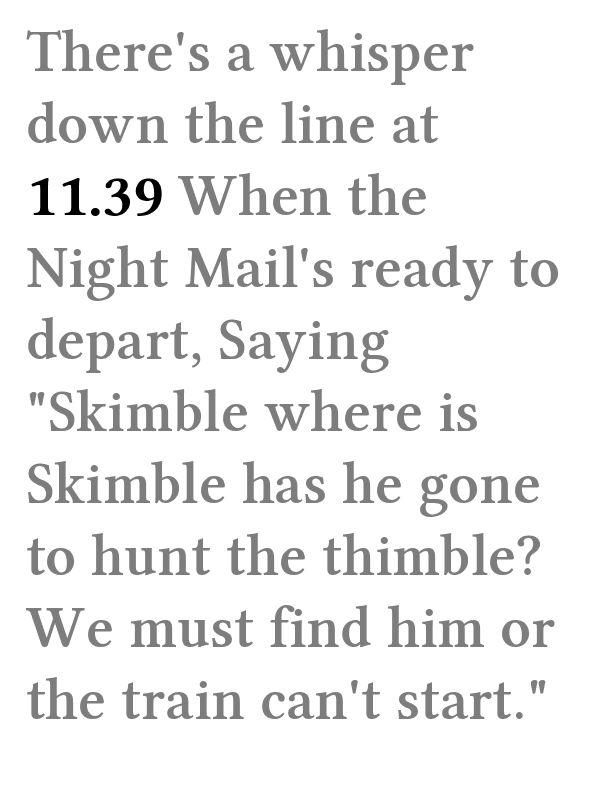 There's a whisper
down the line at
11.39 When the
Night Mail's ready to
depart, Saying
"Skimble where is
Skimble has he gone
to hunt the thimble?
We must find him or
the train can't start."